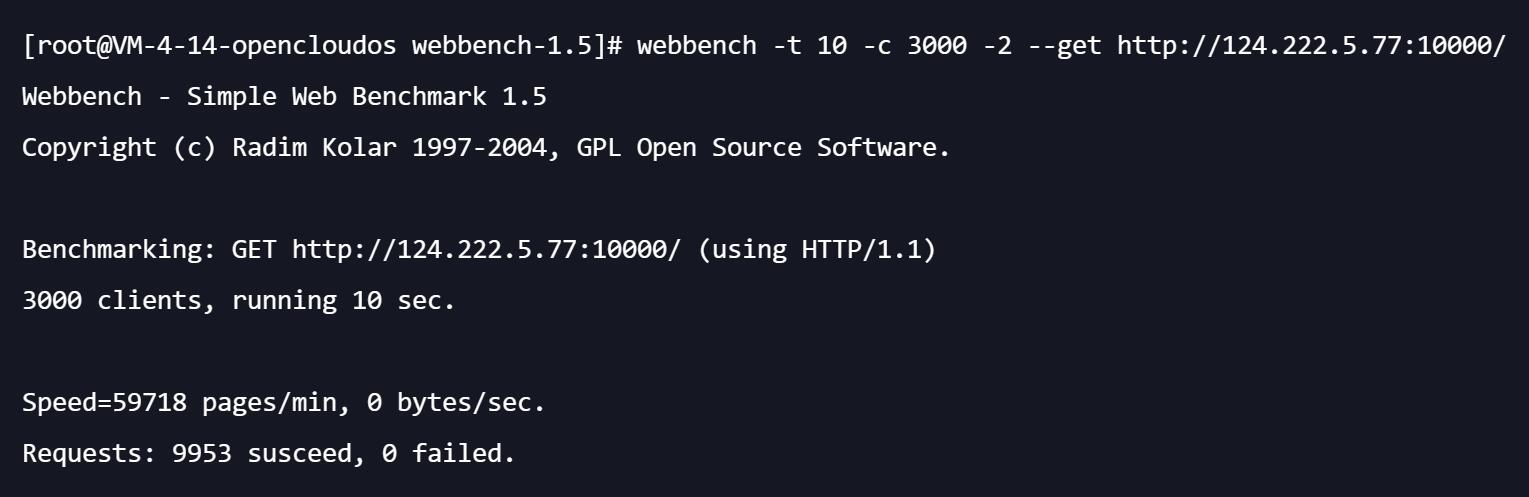 [root@VM-4-14-opencloudos webbench-1.5]# webbench -t 10 -c 3000 -2 --get http://124.222.5.77:10000/
Webbench - Simple Web Benchmark 1.5
Copyright (c) Radim Kolar 1997-2004, GPL Open Source Software.
Benchmarking: GET http://124.222.5.77:10000/ (using HTTP/1.1)
3000 clients, running 10 sec.
Speed=59718 pages/min, 0 bytes/sec.
Requests: 9953 susceed, 0 failed.